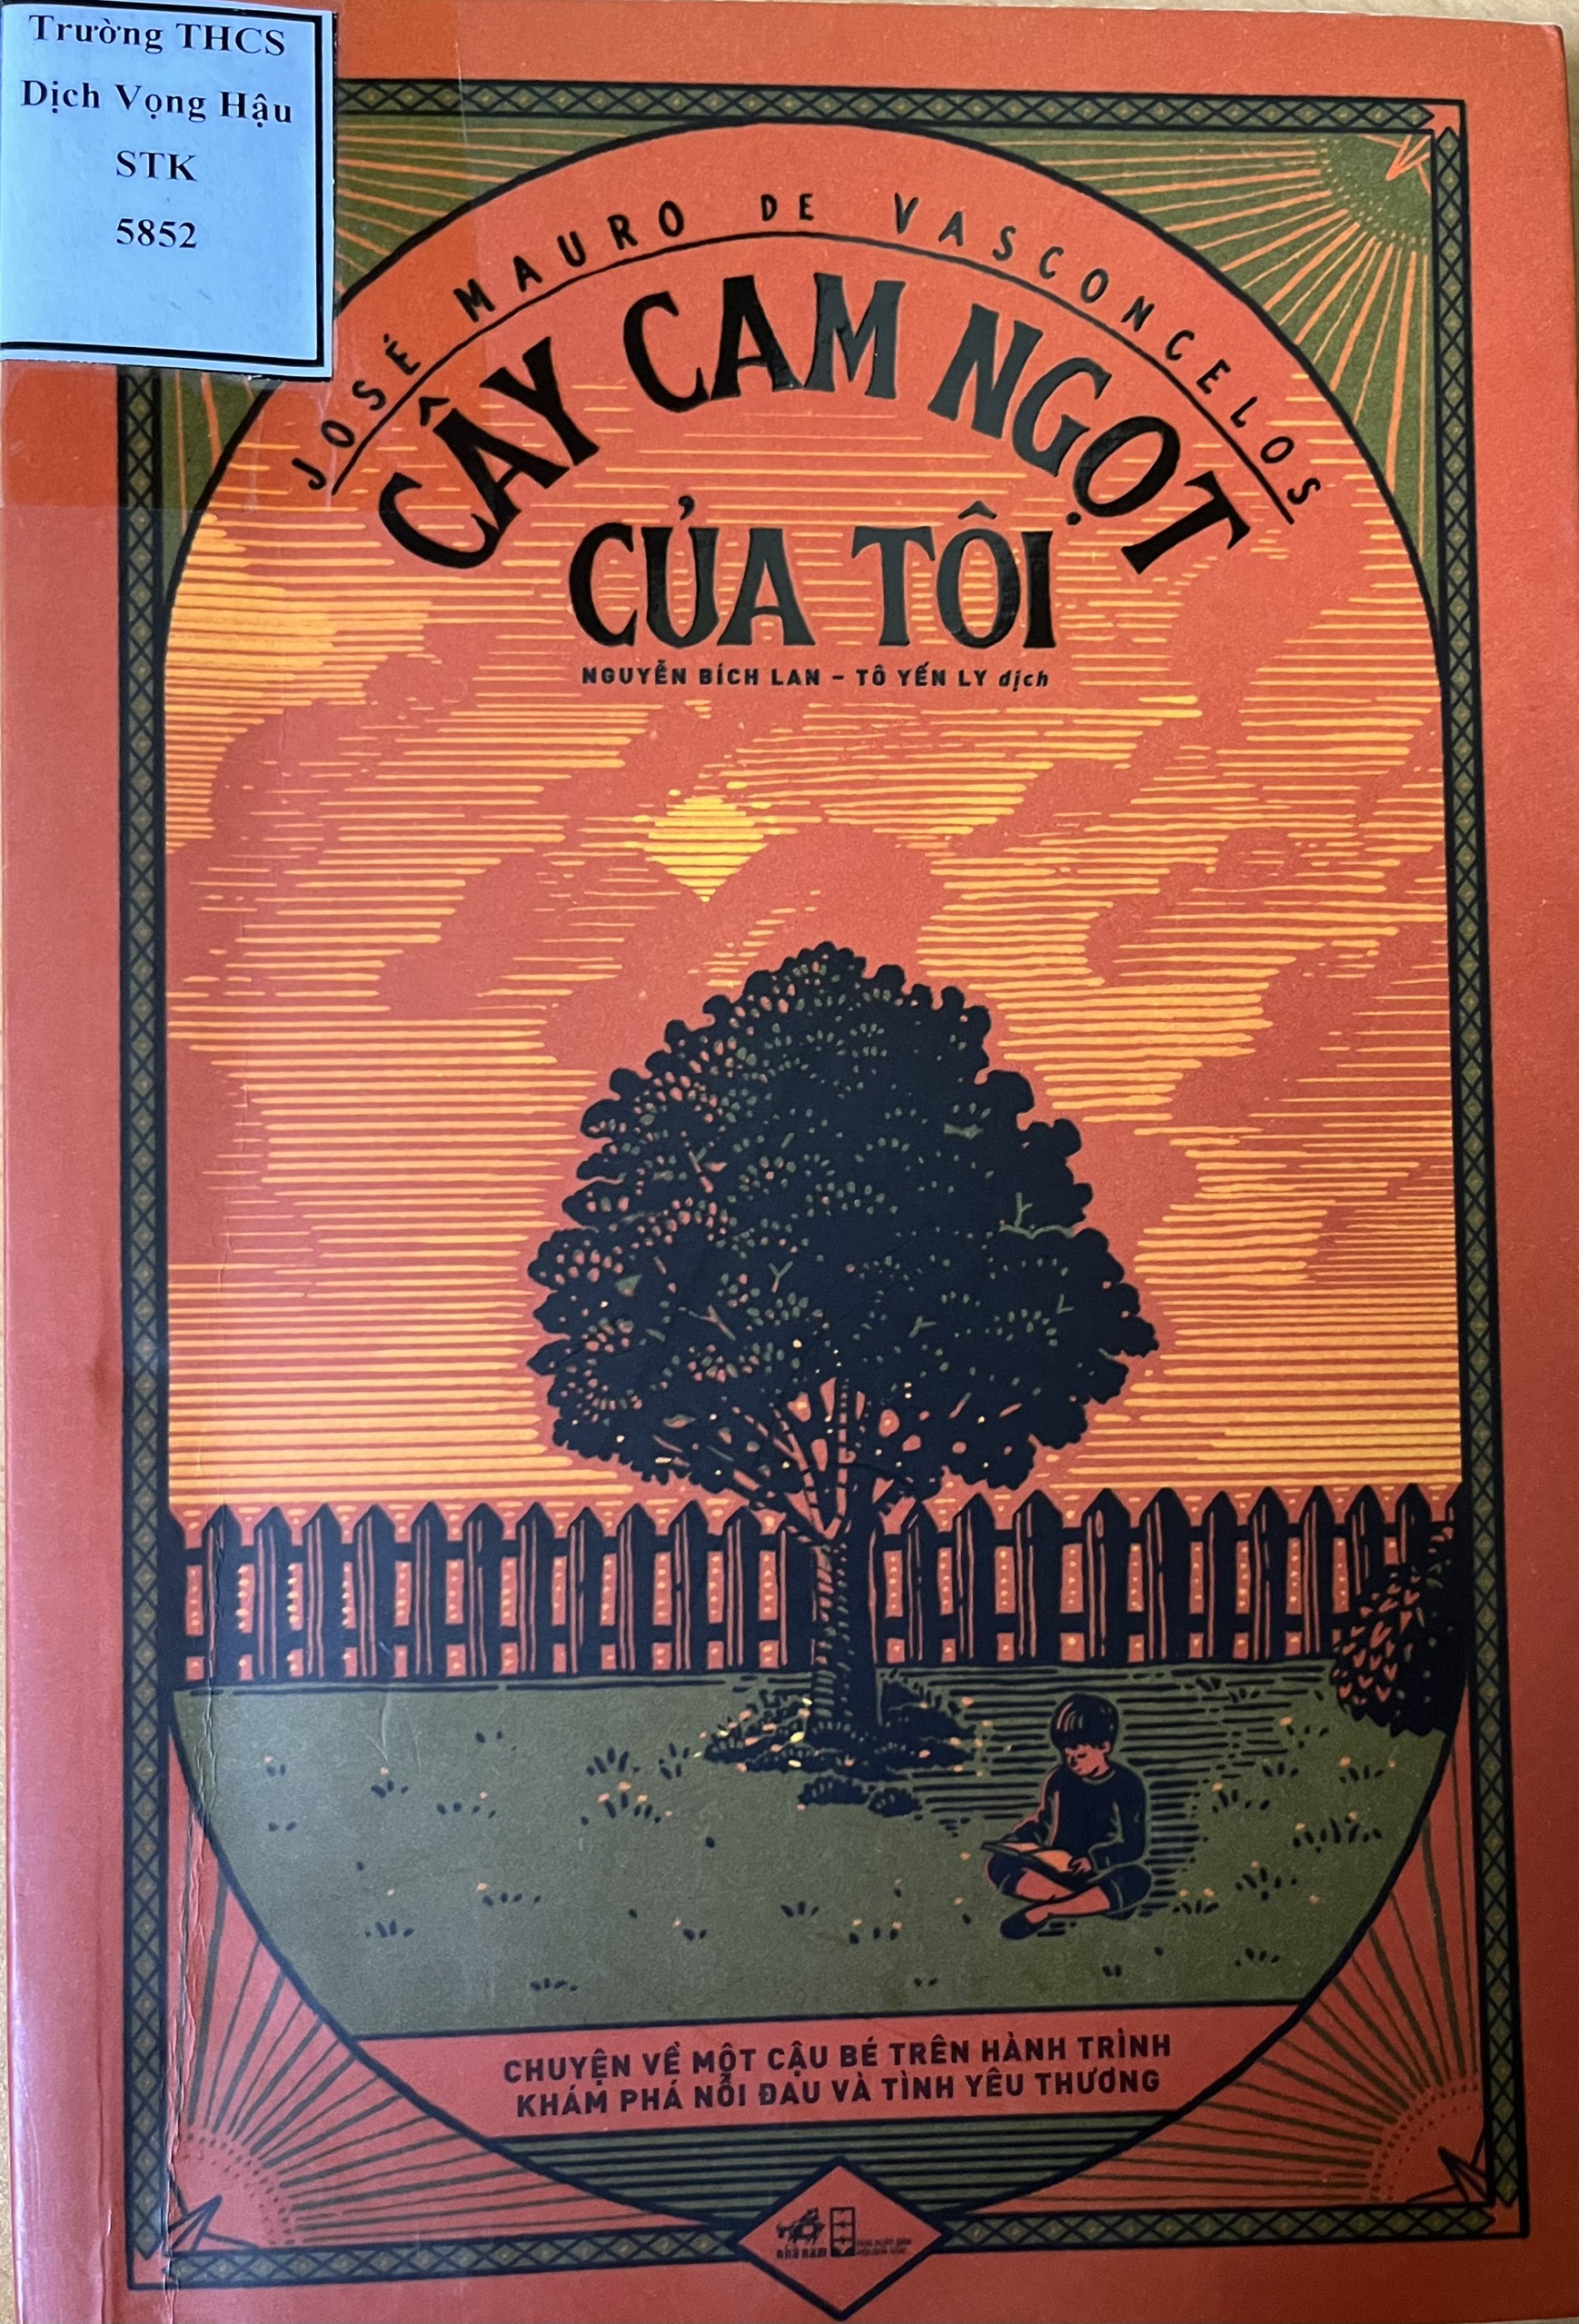 Trường THCS
Dịch Vọng Hậu
STK
5852
JOSÉ MAURO DE VASCONCELOS
CÂY CAM NGỌT
CỦA TÔI
NGUYỄN BÍCH LAN – TÔ YẾN LY dịch
CHUYỆN VỀ MỘT CẬU BÉ TRÊN HÀNH TRÌNH
KHÁM PHÁ NỖI ĐAU VÀ TÌNH YÊU THƯƠNG
nhã nam